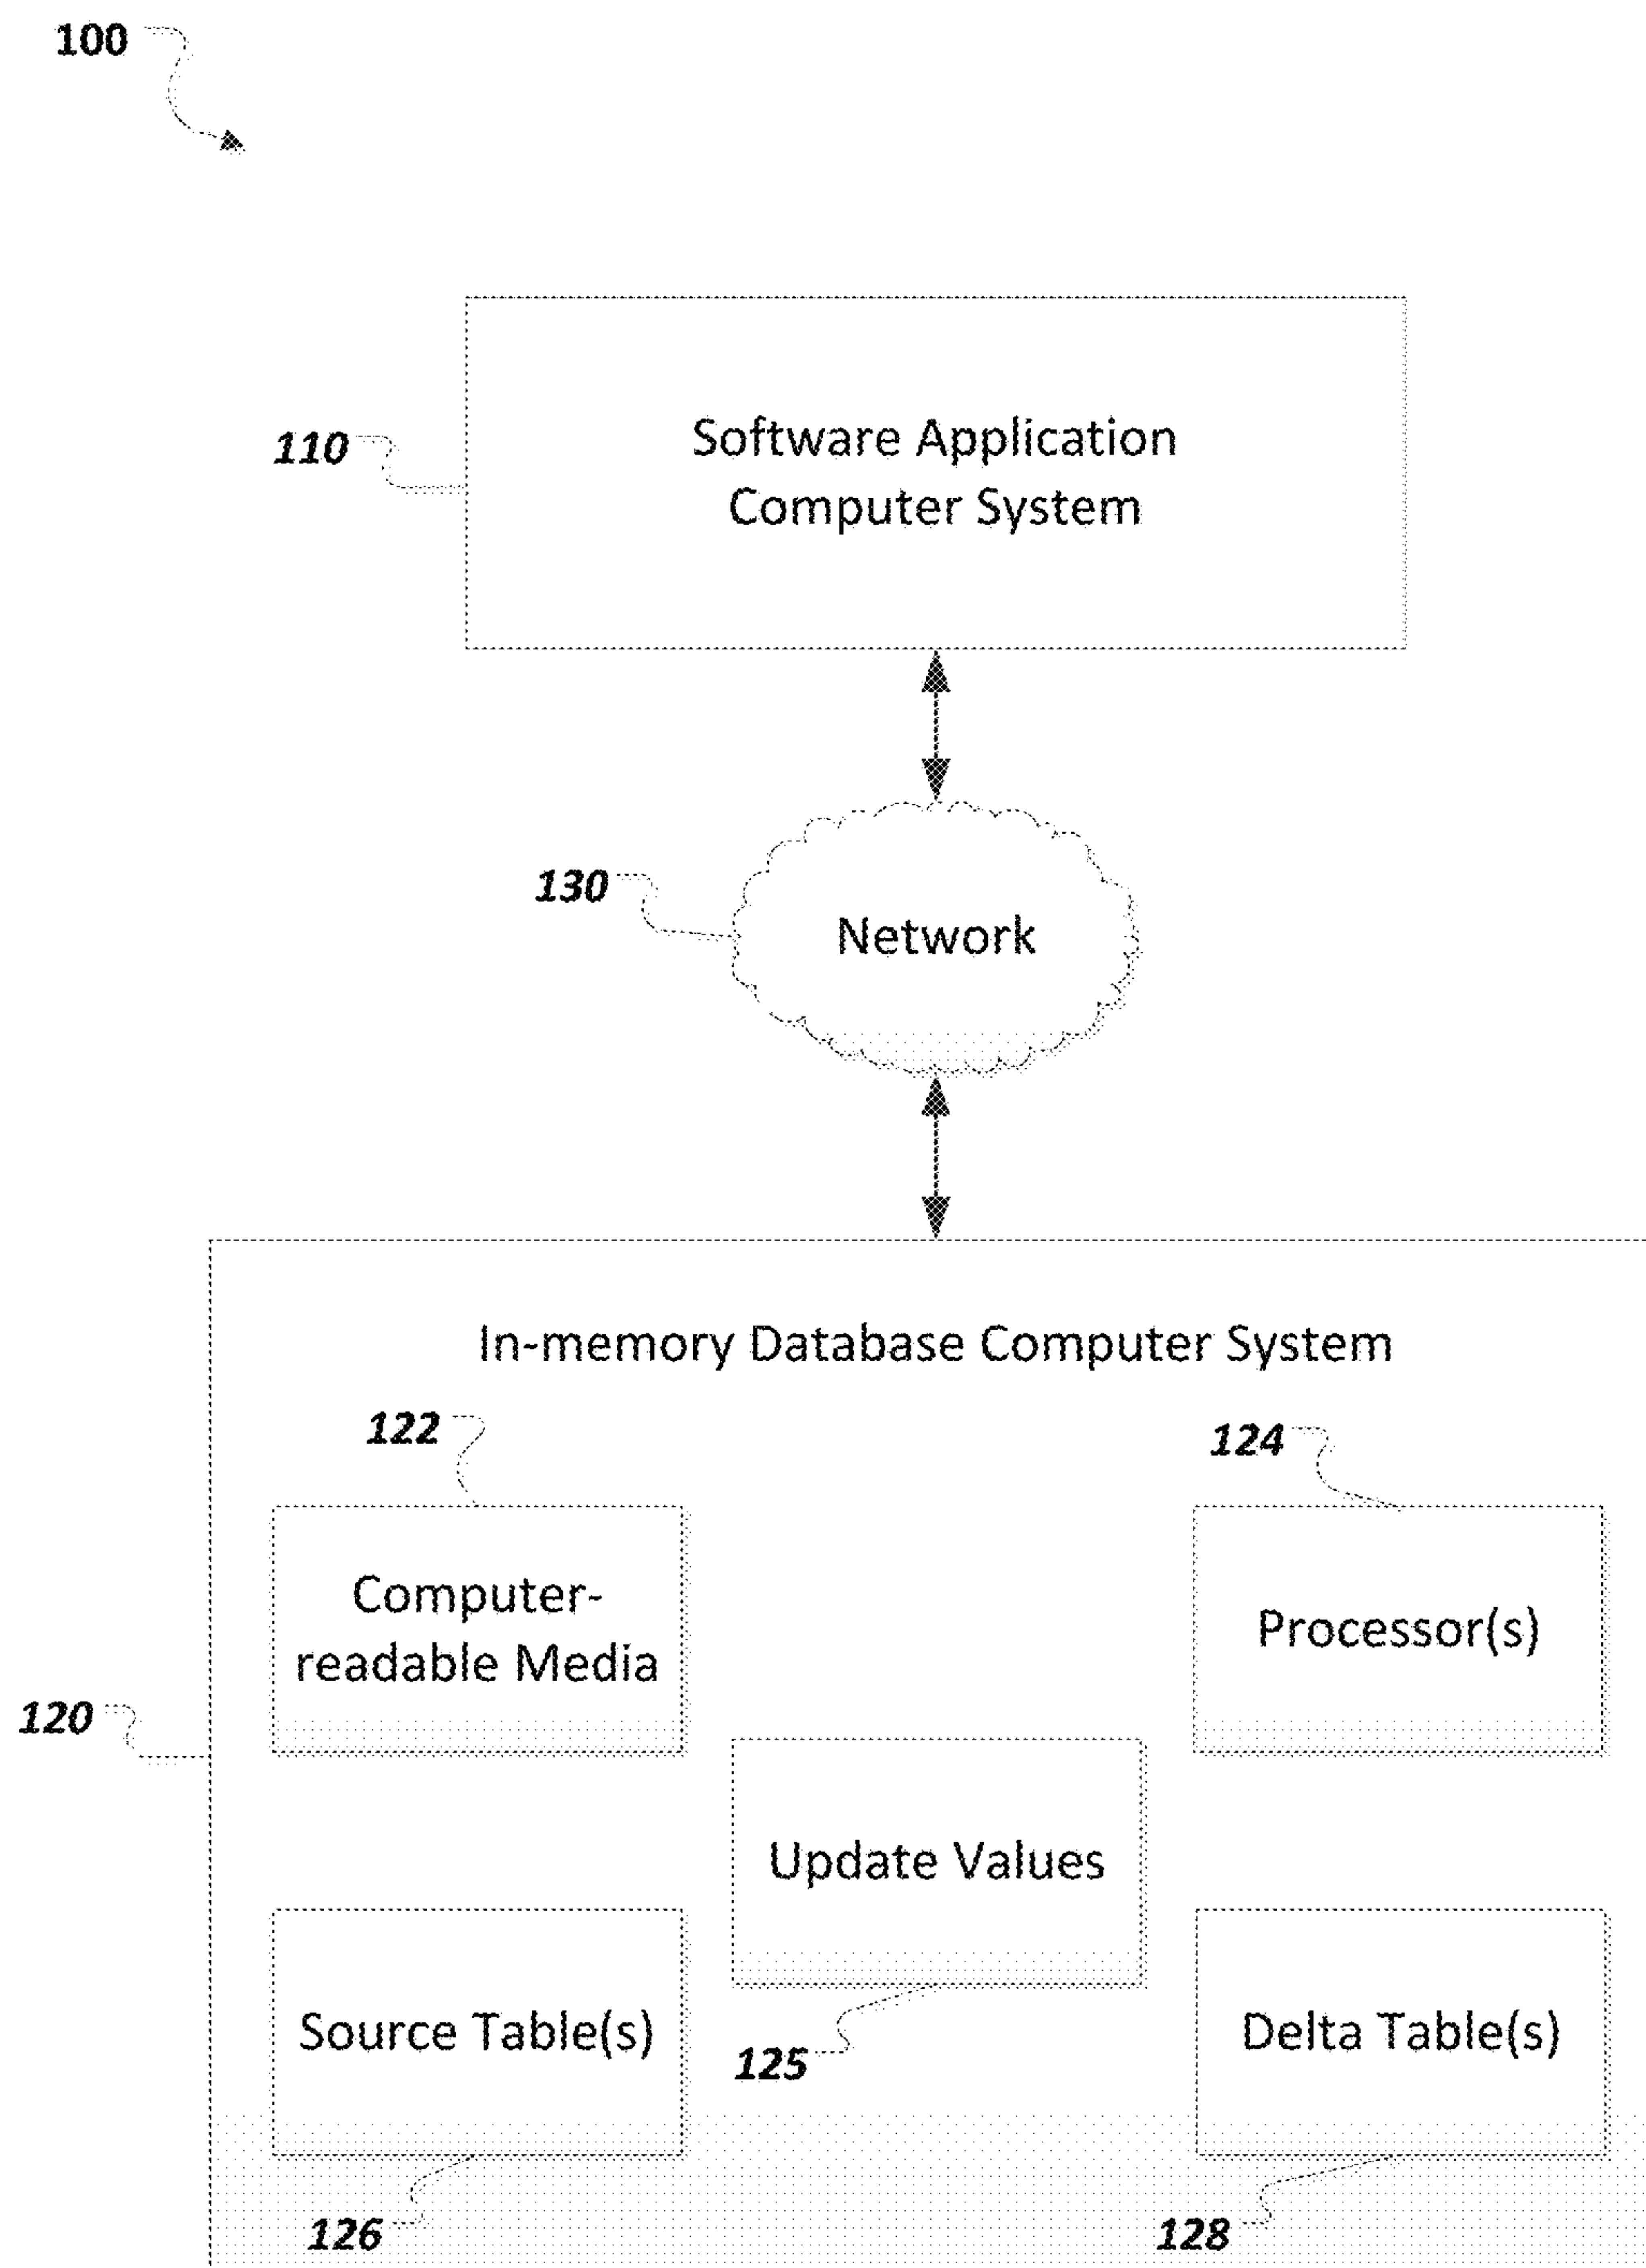 100
110
Software Application
Computer System
130
Network
In-memory Database Computer System
122
124
Computer-
readable Media
Processor(s)
120
Update Values
Source Table(s)
125
Delta Table(s)
126
128